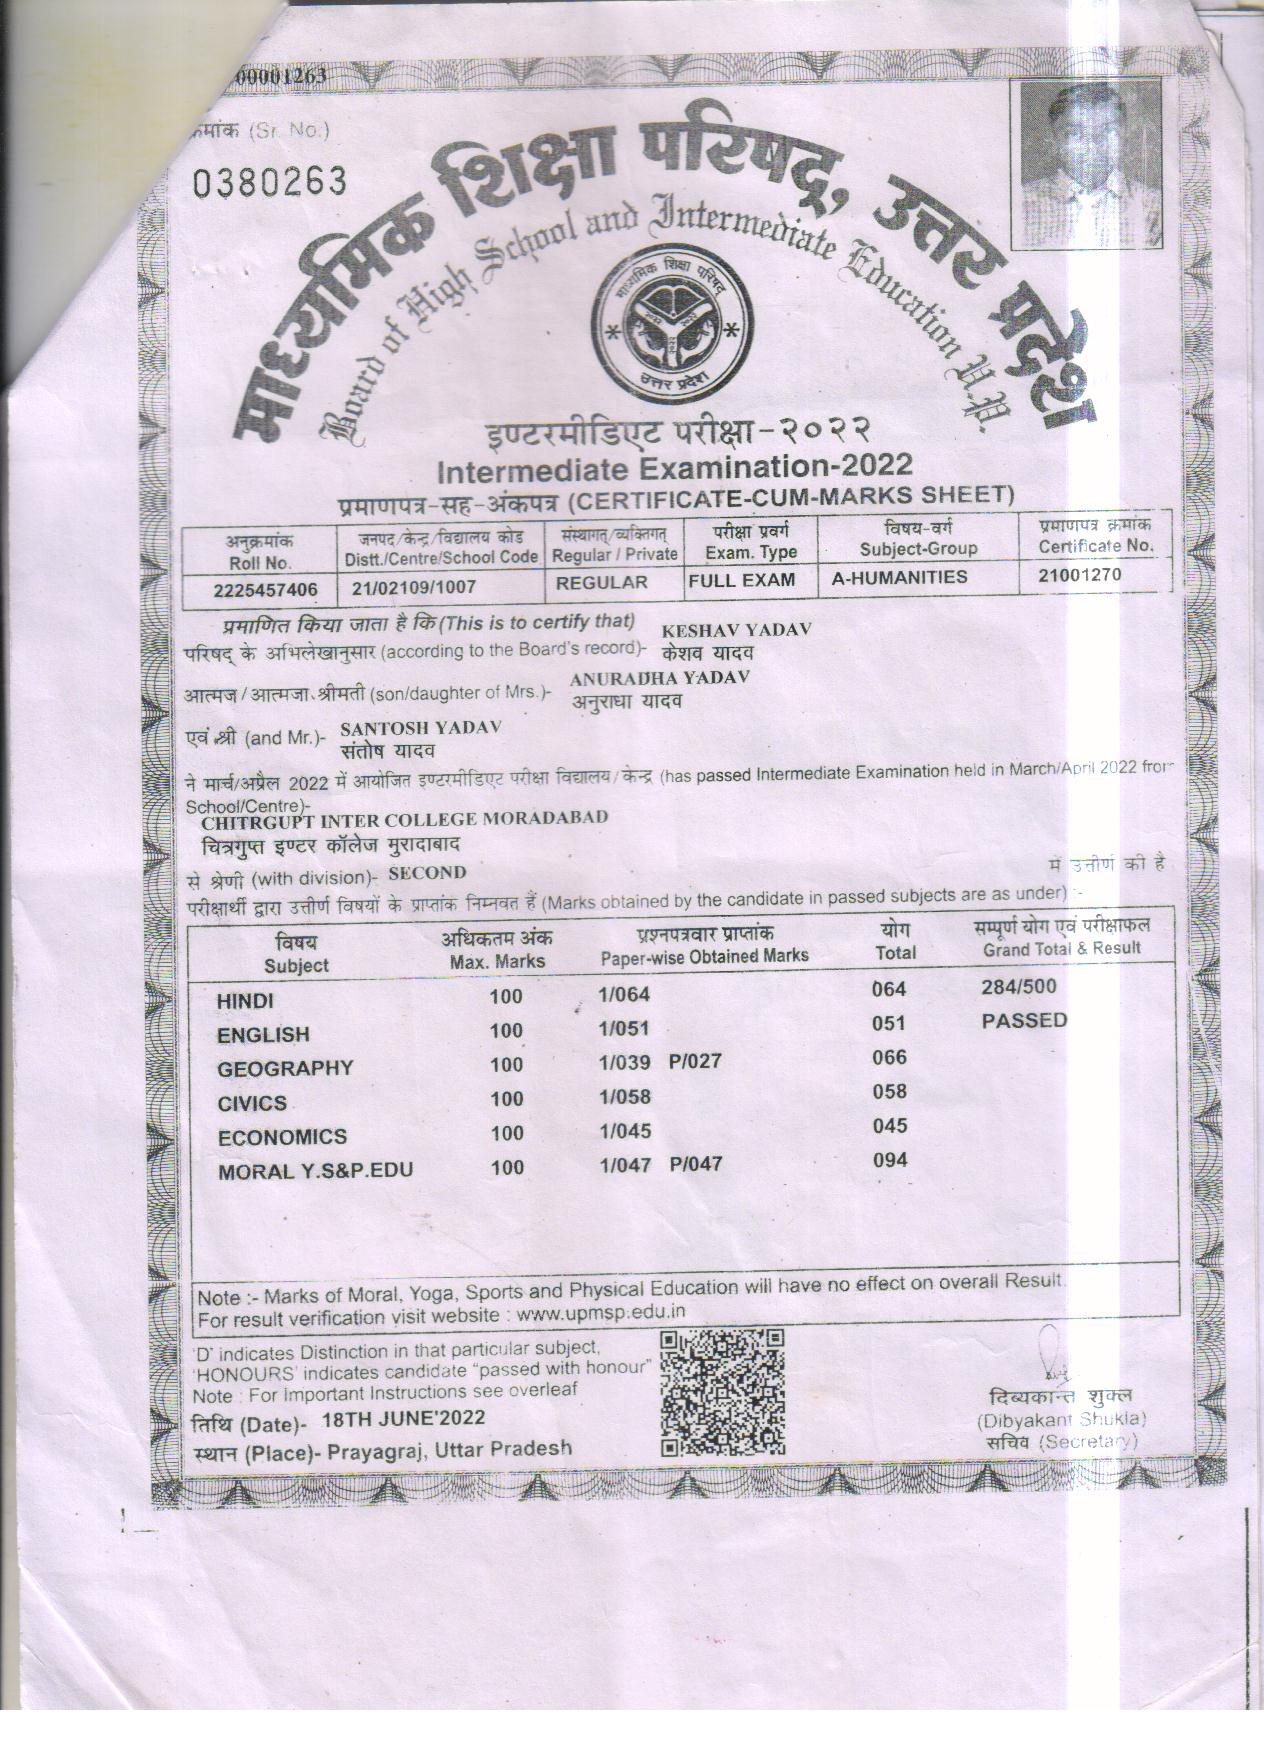 00001263
क्रमांक (Sr. No.)
0380263
माध्यमिक शिक्षा परिषद्, उत्तर प्रदेश
Board of High School and Intermediate Education U.P.
माध्यमिक शिक्षा परिषद्
उत्तर प्रदेश
इण्टरमीडिएट परीक्षा-२०२२
Intermediate Examination-2022
प्रमाणपत्र-सह-अंकपत्र (CERTIFICATE-CUM-MARKS SHEET)
अनुक्रमांक जनपद/केन्द्र/विद्यालय कोड संस्थागत्/व्यक्तिगत् परीक्षा प्रवर्ग विषय-वर्ग प्रमाणपत्र क्रमांक
Roll No. Distt./Centre/School Code Regular / Private Exam. Type Subject-Group Certificate No.
2225457406 21/02109/1007 REGULAR FULL EXAM A-HUMANITIES 21001270
प्रमाणित किया जाता है कि (This is to certify that) KESHAV YADAV
परिषद् के अभिलेखानुसार (according to the Board's record)- केशव यादव
ANURADHA YADAV
आत्मज/आत्मजा श्रीमती (son/daughter of Mrs.)- अनुराधा यादव
एवं श्री (and Mr.)- SANTOSH YADAV
संतोष यादव
ने मार्च/अप्रैल 2022 में आयोजित इण्टरमीडिएट परीक्षा विद्यालय/केन्द्र (has passed Intermediate Examination held in March/April 2022 from
School/Centre)-
CHITRGUPT INTER COLLEGE MORADABAD
चित्रगुप्त इण्टर कॉलेज मुरादाबाद
से श्रेणी (with division)- SECOND में उत्तीर्ण की है
परीक्षार्थी द्वारा उत्तीर्ण विषयों के प्राप्तांक निम्नवत हैं (Marks obtained by the candidate in passed subjects are as under) :-
विषय अधिकतम अंक प्रश्नपत्रवार प्राप्तांक योग सम्पूर्ण योग एवं परीक्षाफल
Subject Max. Marks Paper-wise Obtained Marks Total Grand Total & Result
HINDI 100 1/064 064 284/500
ENGLISH 100 1/051 051 PASSED
GEOGRAPHY 100 1/039 P/027 066
CIVICS 100 1/058 058
ECONOMICS 100 1/045 045
MORAL Y.S&P.EDU 100 1/047 P/047 094
Note :- Marks of Moral, Yoga, Sports and Physical Education will have no effect on overall Result.
For result verification visit website : www.upmsp.edu.in
'D' indicates Distinction in that particular subject,
'HONOURS' indicates candidate "passed with honour"
Note : For Important Instructions see overleaf
तिथि (Date)- 18TH JUNE'2022
स्थान (Place)- Prayagraj, Uttar Pradesh
दिब्यकान्त शुक्ल
(Dibyakant Shukla)
सचिव (Secretary)